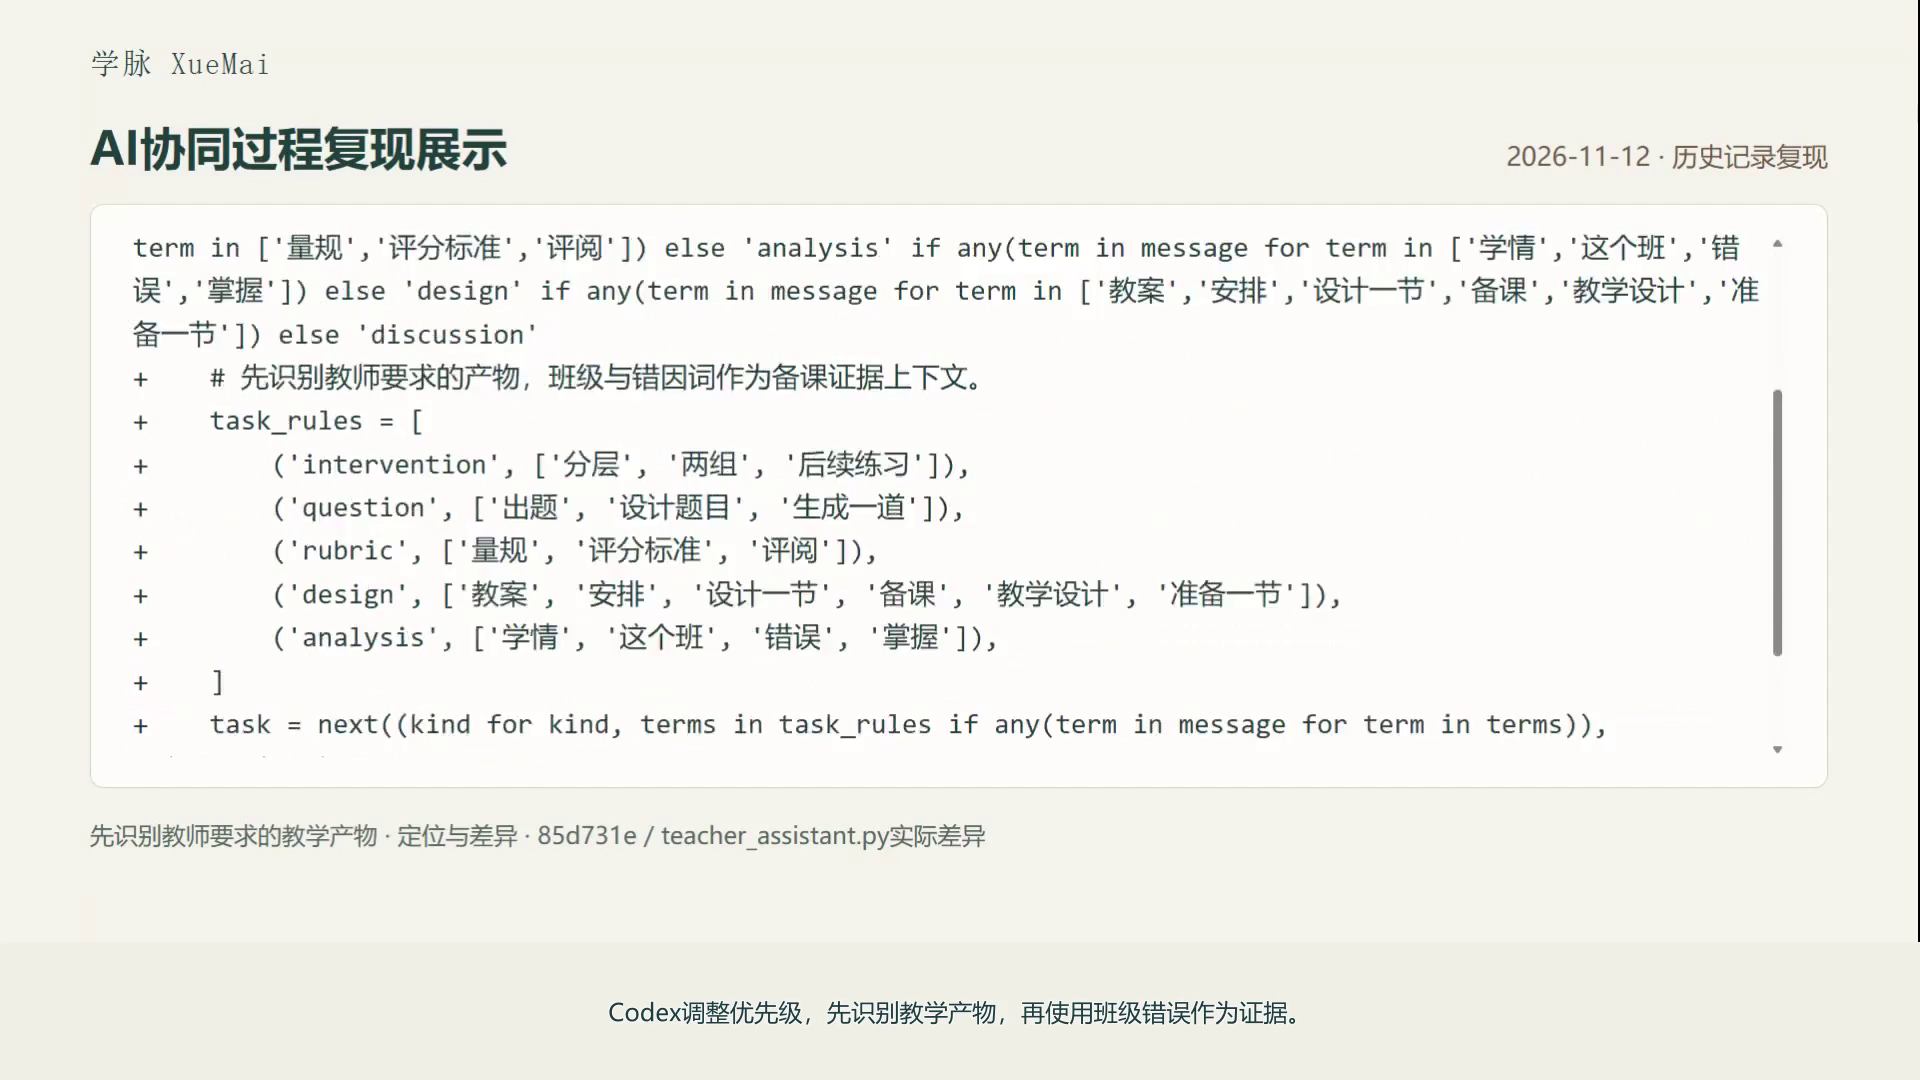 学脉 XueMai
AI协同过程复现展示
2026-11-12 · 历史记录复现
term in ['量规','评分标准','评阅']) else 'analysis' if any(term in message for term in ['学情','这个班','错
误','掌握']) else 'design' if any(term in message for term in ['教案','安排','设计一节','备课','教学设计','准
备一节']) else 'discussion'
+    # 先识别教师要求的产物，班级与错因词作为备课证据上下文。
+    task_rules = [
+        ('intervention', ['分层', '两组', '后续练习']),
+        ('question', ['出题', '设计题目', '生成一道']),
+        ('rubric', ['量规', '评分标准', '评阅']),
+        ('design', ['教案', '安排', '设计一节', '备课', '教学设计', '准备一节']),
+        ('analysis', ['学情', '这个班', '错误', '掌握']),
+    ]
+    task = next((kind for kind, terms in task_rules if any(term in message for term in terms)),
先识别教师要求的教学产物 · 定位与差异 · 85d731e / teacher_assistant.py实际差异
Codex调整优先级，先识别教学产物，再使用班级错误作为证据。